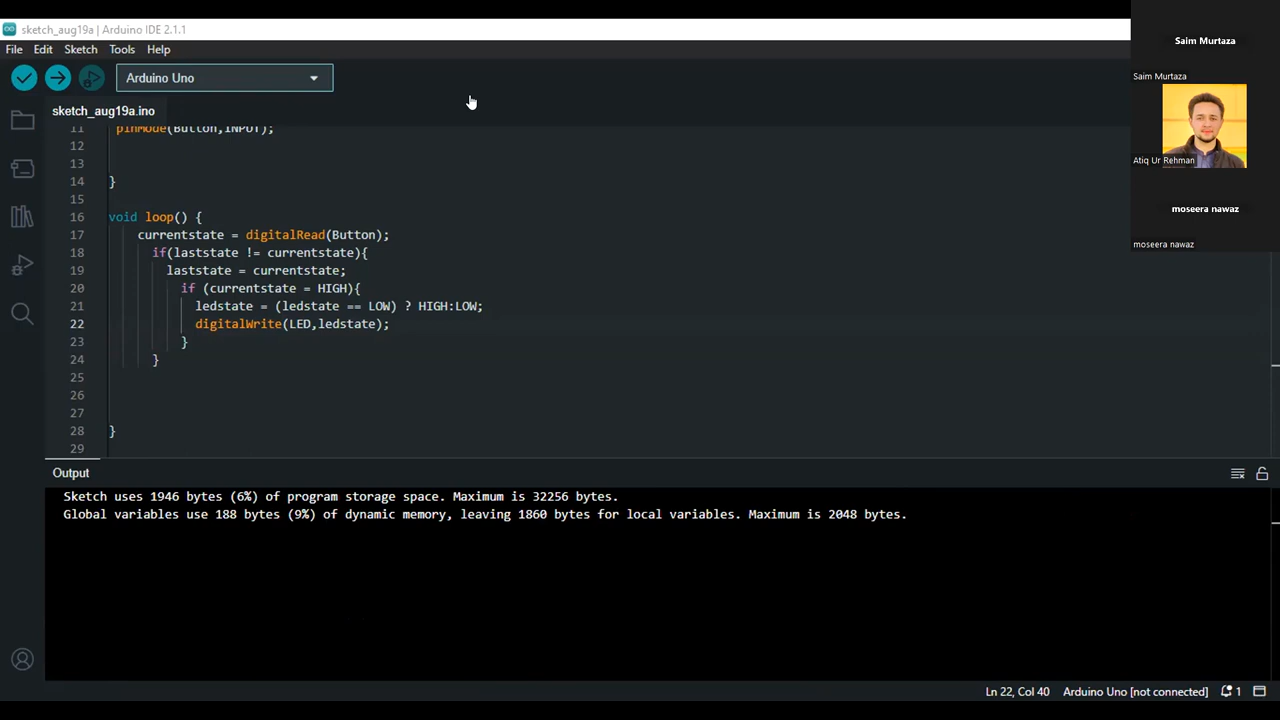 sketch_aug19a | Arduino IDE 2.1.1
File Edit Sketch Tools Help
Arduino Uno
sketch_aug19a.ino
11 pinMode(Button,INPUT);
12
13
14 }
15
16 void loop() {
17 currentstate = digitalRead(Button);
18 if(laststate != currentstate){
19 laststate = currentstate;
20 if (currentstate = HIGH){
21 ledstate = (ledstate == LOW) ? HIGH:LOW;
22 digitalWrite(LED,ledstate);
23 }
24 }
25
26
27
28 }
29
Output
Sketch uses 1946 bytes (6%) of program storage space. Maximum is 32256 bytes.
Global variables use 188 bytes (9%) of dynamic memory, leaving 1860 bytes for local variables. Maximum is 2048 bytes.
Ln 22, Col 40 Arduino Uno [not connected] 1
Saim Murtaza
Saim Murtaza
Atiq Ur Rehman
moseera nawaz
moseera nawaz